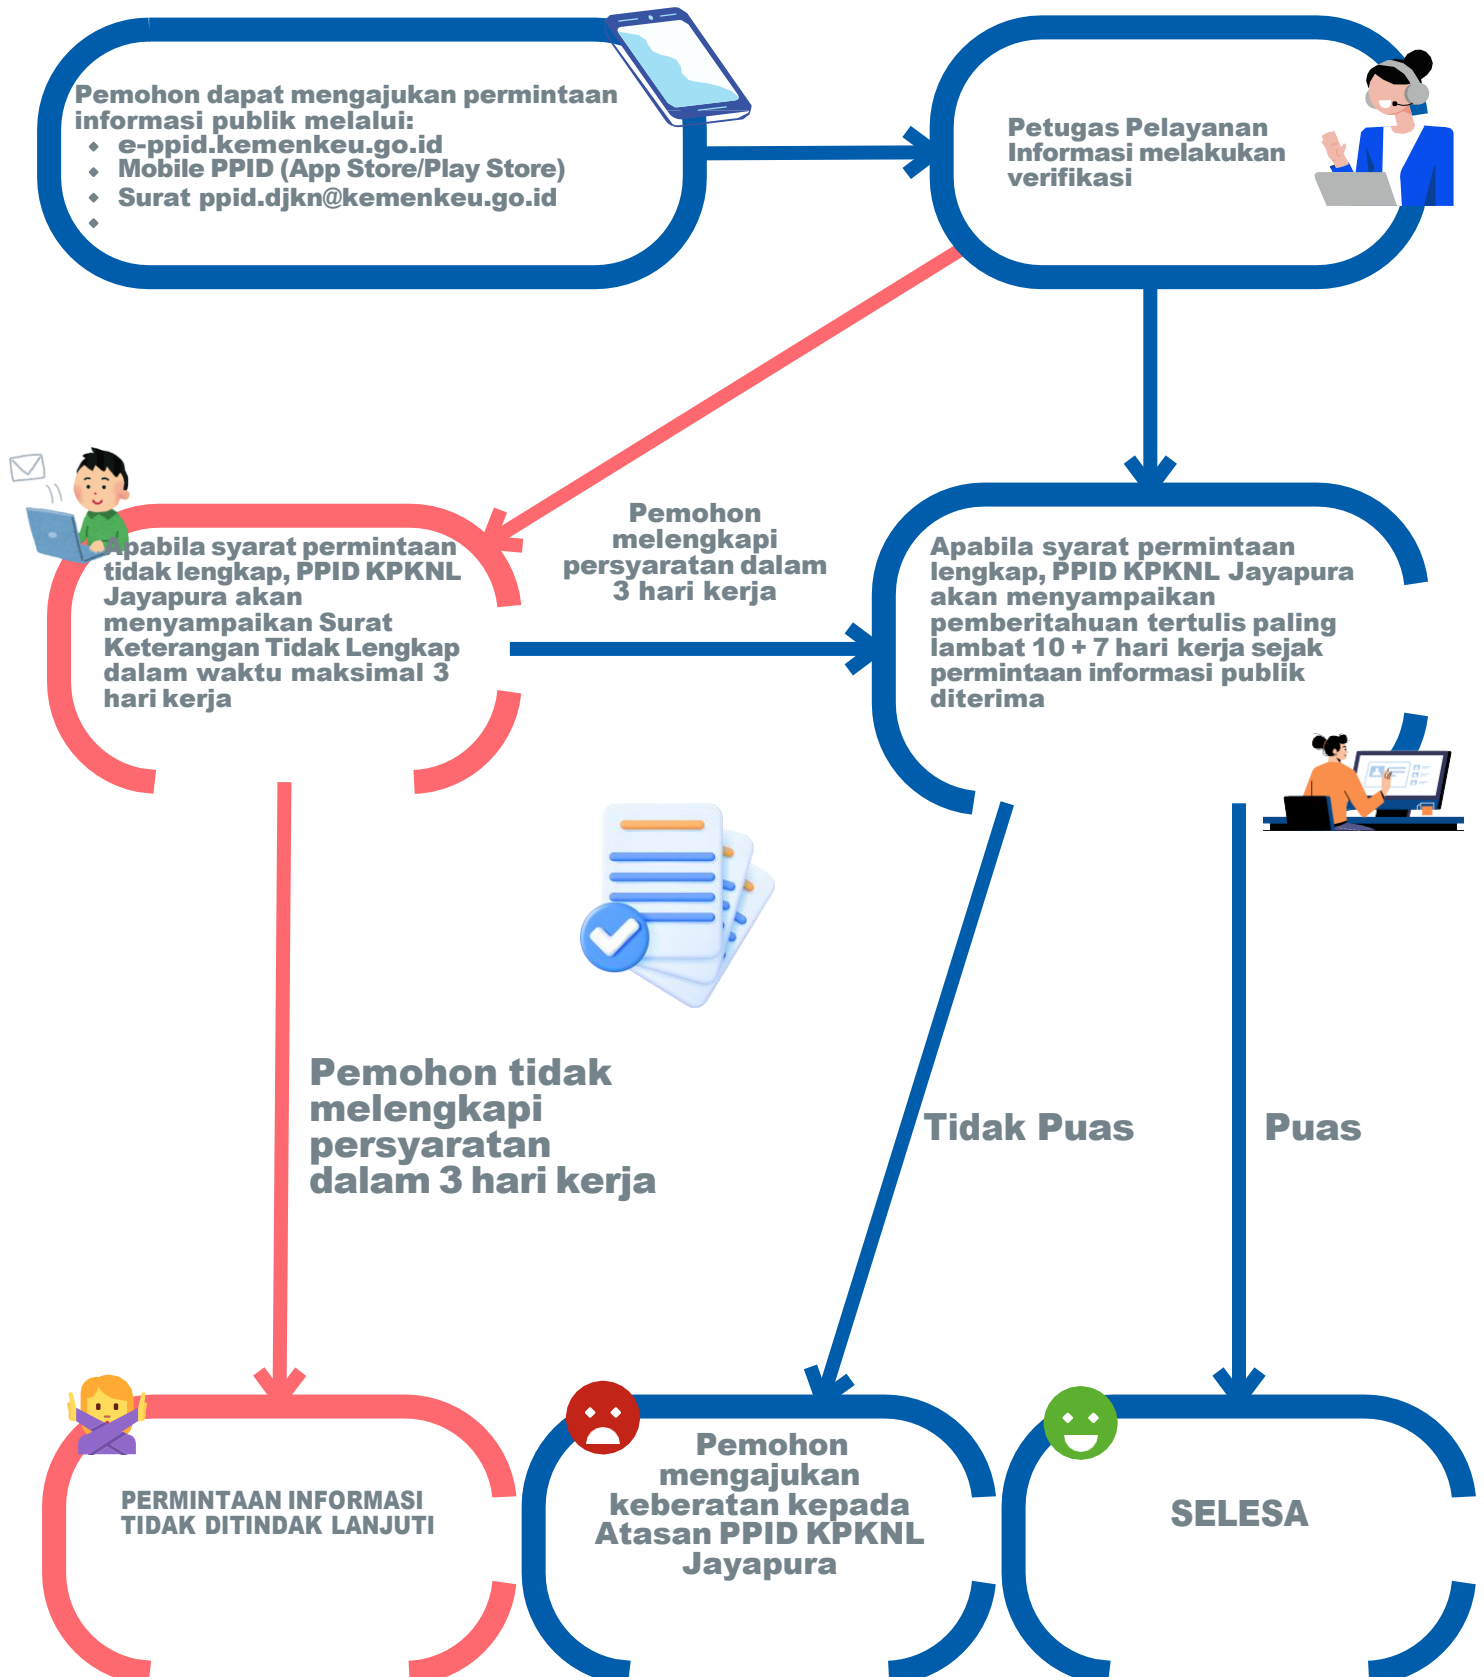 Pemohon dapat mengajukan permintaan
informasi publik melalui:
e-ppid.kemenkeu.go.id
Mobile PPID (App Store/Play Store)
Surat ppid.djkn@kemenkeu.go.id
Petugas Pelayanan
Informasi melakukan
verifikasi
Apabila syarat permintaan
tidak lengkap, PPID KPKNL
Jayapura akan
menyampaikan Surat
Keterangan Tidak Lengkap
dalam waktu maksimal 3
hari kerja
Pemohon
melengkapi
persyaratan dalam
3 hari kerja
Apabila syarat permintaan
lengkap, PPID KPKNL Jayapura
akan menyampaikan
pemberitahuan tertulis paling
lambat 10 + 7 hari kerja sejak
permintaan informasi publik
diterima
Pemohon tidak
melengkapi
persyaratan
dalam 3 hari kerja
Tidak Puas
Puas
PERMINTAAN INFORMASI
TIDAK DITINDAK LANJUTI
Pemohon
mengajukan
keberatan kepada
Atasan PPID KPKNL
Jayapura
SELESA